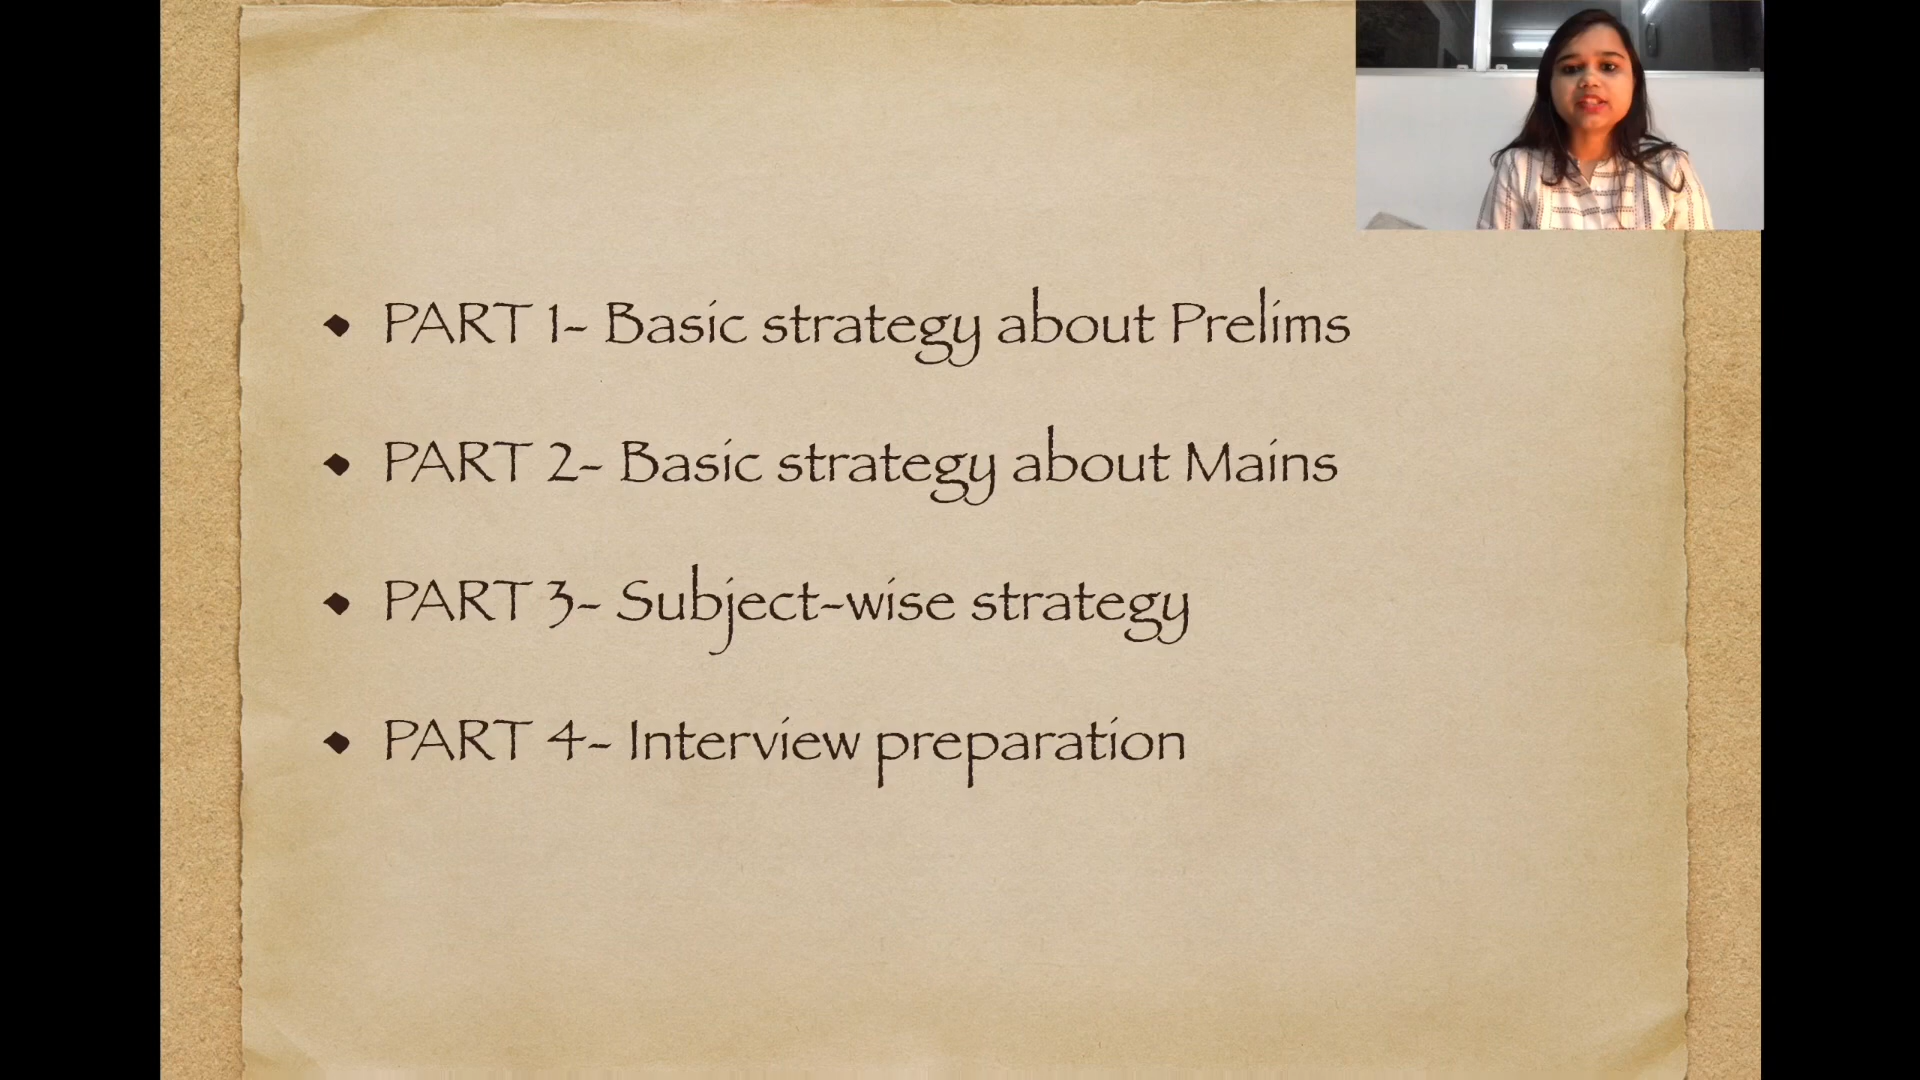 PART 1- Basic strategy about Prelims
PART 2- Basic strategy about Mains
PART 3- Subject-wise strategy
PART 4- Interview preparation